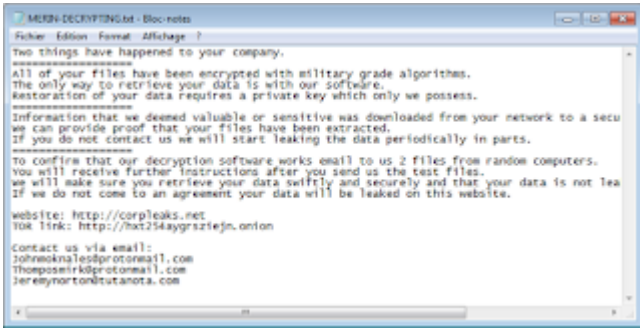 MERIN-DECRYPTING.txt - Bloc-notes
Fichier Edition Format Affichage ?
Two things have happened to your company.
==================
All of your files have been encrypted with military grade algorithms.
The only way to retrieve your data is with our software.
Restoration of your data requires a private key which only we possess.
==================
Information that we deemed valuable or sensitive was downloaded from your network to a secu
We can provide proof that your files have been extracted.
If you do not contact us we will start leaking the data periodically in parts.
==================
To confirm that our decryption software works email to us 2 files from random computers.
You will receive further instructions after you send us the test files.
We will make sure you retrieve your data swiftly and securely and that your data is not lea
If we do not come to an agreement your data will be leaked on this website.
Website: http://corpleaks.net
TOR link: http://hxt254aygrsziejn.onion
Contact us via email:
Johnmoknales@protonmail.com
Thomposmirk@protonmail.com
Jeremynorton@tutanota.com